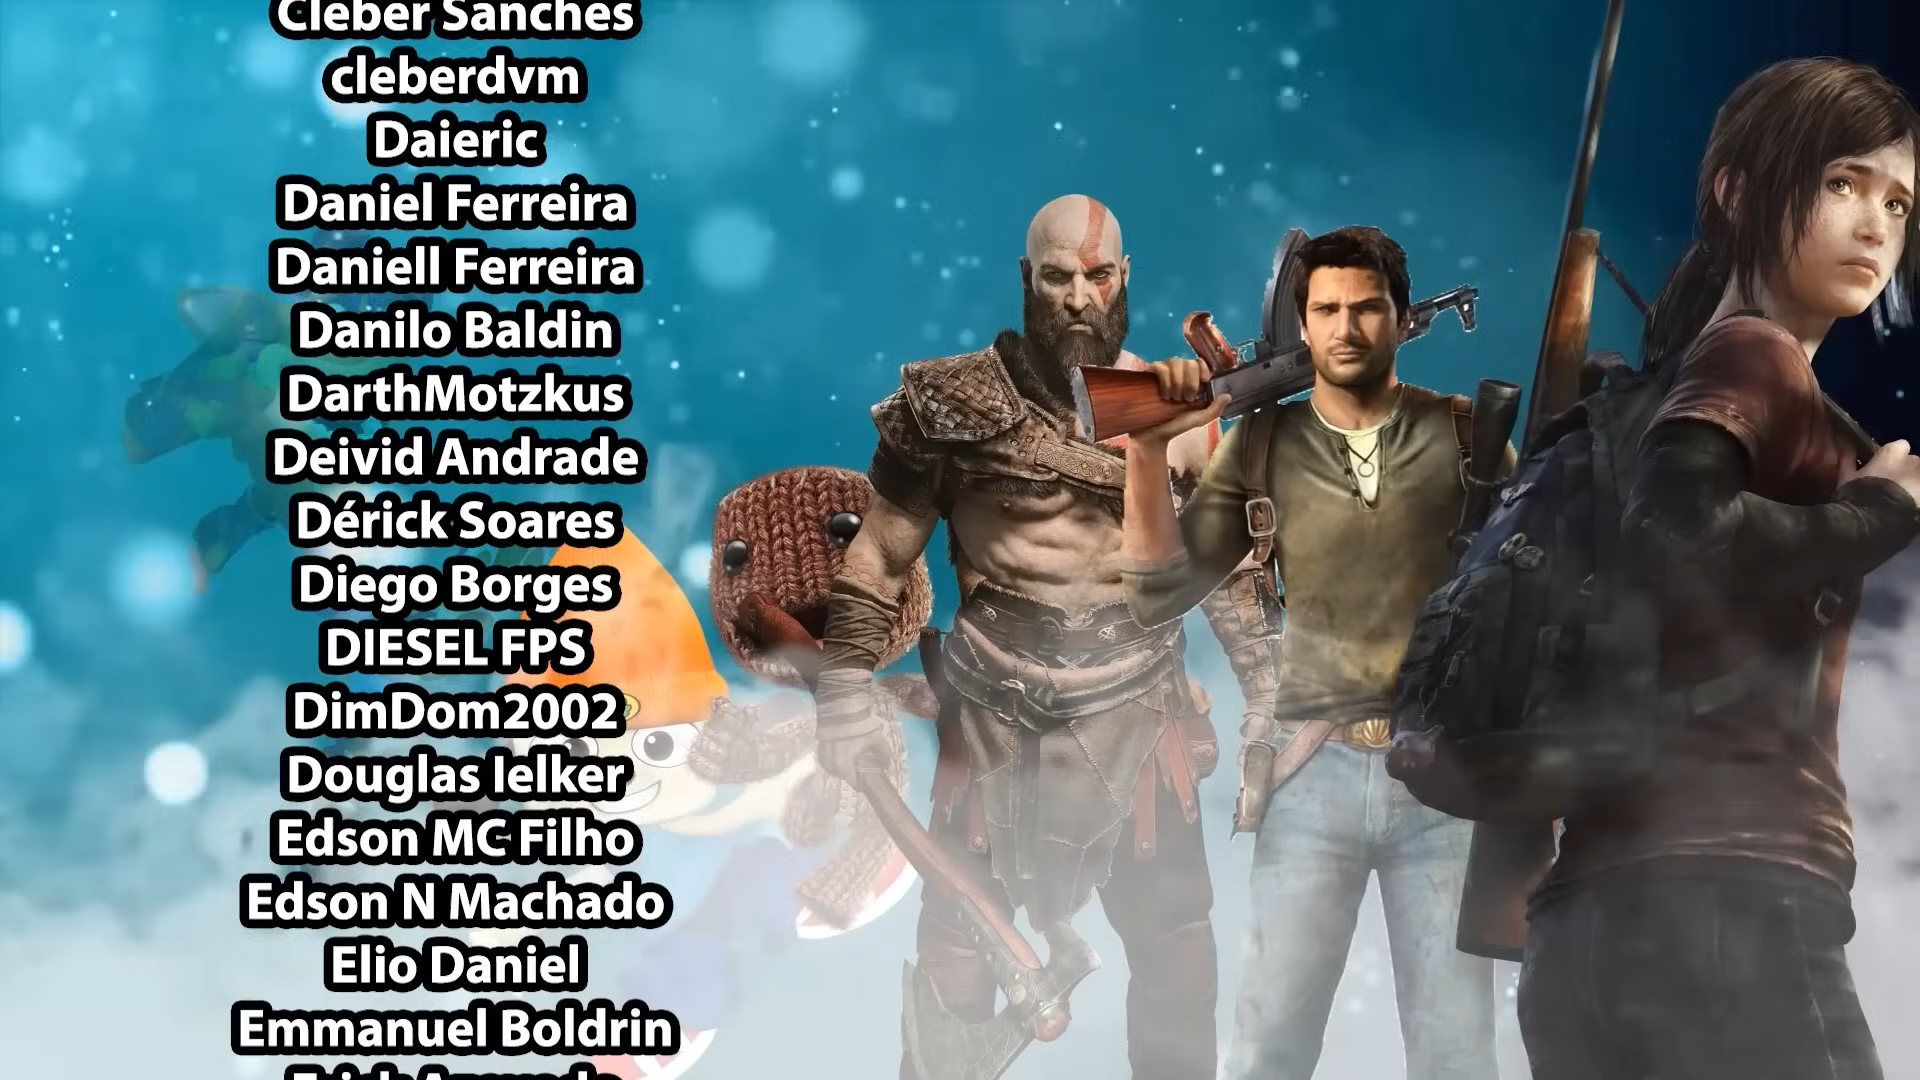 Cleber Sanches
cleberdvm
Daieric
Daniel Ferreira
Daniell Ferreira
Danilo Baldin
DarthMotzkus
Deivid Andrade
Dérick Soares
Diego Borges
DIESEL FPS
DimDom2002
Douglas Ielker
Edson MC Filho
Edson N Machado
Elio Daniel
Emmanuel Boldrin